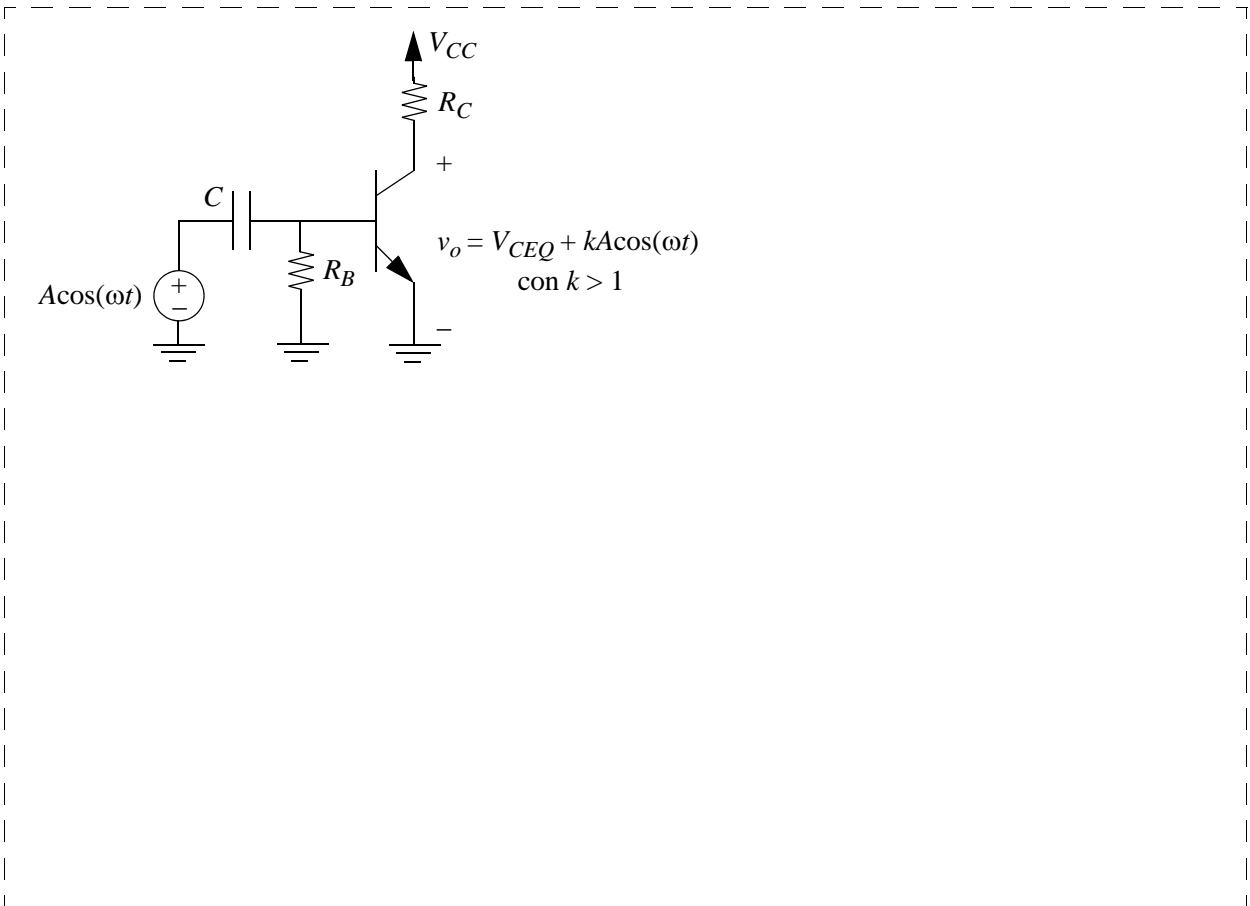 V_CC
R_C
+
C
v_o = V_CEQ + kAcos(ωt)
con k > 1
R_B
Acos(ωt)
+
−
−